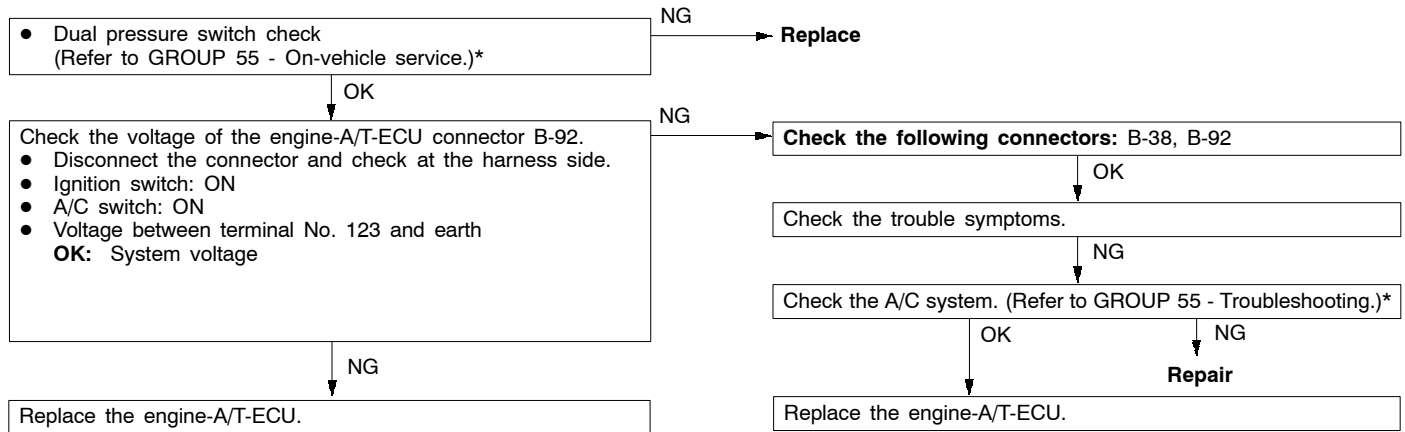 ● Dual pressure switch check
(Refer to GROUP 55 - On-vehicle service.)*
NG
Replace
OK
Check the voltage of the engine-A/T-ECU connector B-92.
● Disconnect the connector and check at the harness side.
● Ignition switch: ON
● A/C switch: ON
● Voltage between terminal No. 123 and earth
OK: System voltage
NG
Check the following connectors: B-38, B-92
OK
Check the trouble symptoms.
NG
Check the A/C system. (Refer to GROUP 55 - Troubleshooting.)*
OK
NG
Repair
NG
Replace the engine-A/T-ECU.
Replace the engine-A/T-ECU.